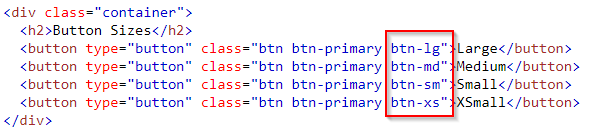 <div class="container">
  <h2>Button Sizes</h2>
  <button type="button" class="btn btn-primary btn-lg">Large</button>
  <button type="button" class="btn btn-primary btn-md">Medium</button>
  <button type="button" class="btn btn-primary btn-sm">Small</button>
  <button type="button" class="btn btn-primary btn-xs">XSmall</button>
</div>